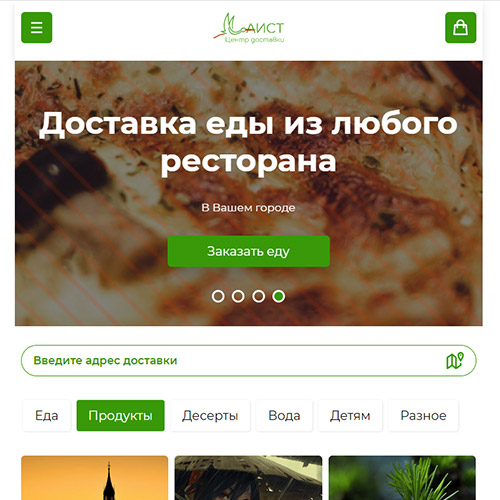 АИСТ
Центр доставки
Доставка еды из любого
ресторана
В Вашем городе
Заказать еду
Введите адрес доставки
Еда
Продукты
Десерты
Вода
Детям
Разное